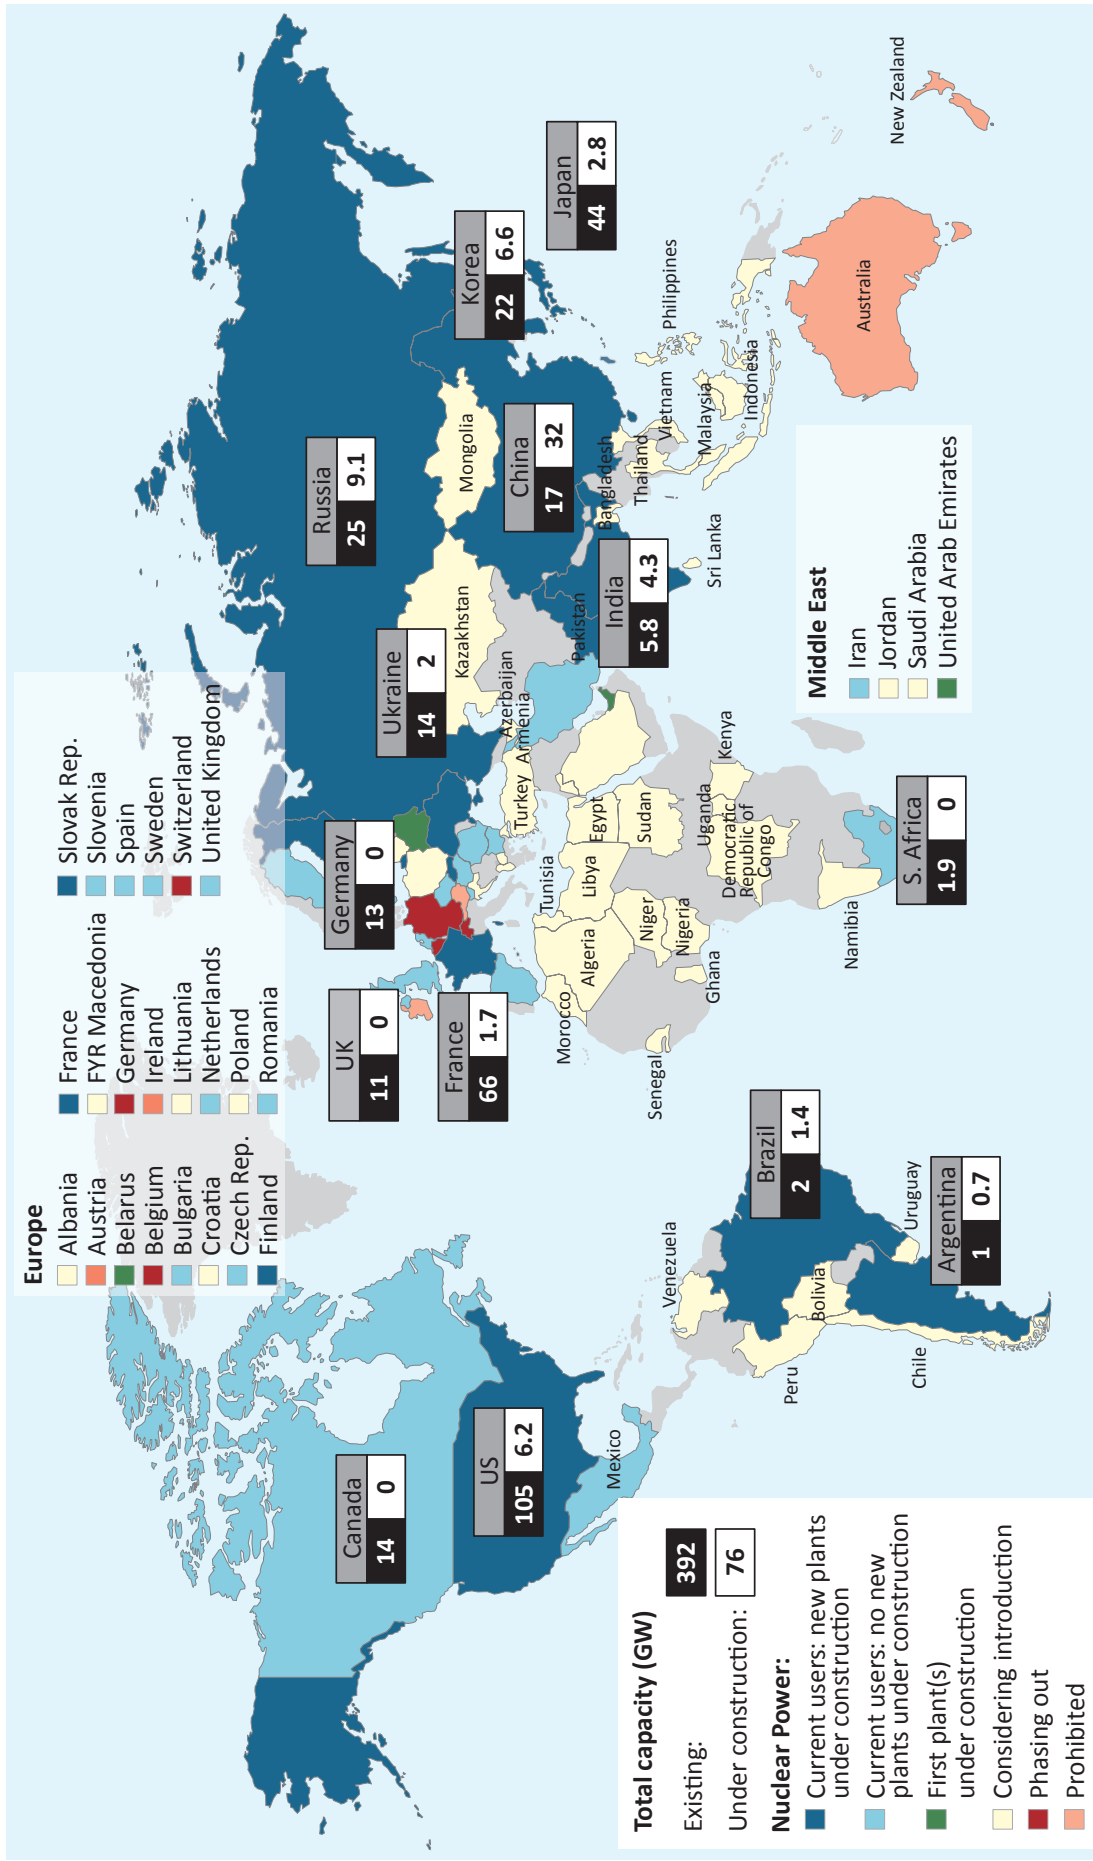 Europe
Albania
Austria
Belarus
Belgium
Bulgaria
Croatia
Czech Rep.
Finland
France
FYR Macedonia
Germany
Ireland
Lithuania
Netherlands
Poland
Romania
Slovak Rep.
Slovenia
Spain
Sweden
Switzerland
United Kingdom
Canada
14 0
US
105 6.2
Mexico
UK
11 0
France
66 1.7
Germany
13 0
Ukraine
14 2
Russia
25 9.1
Kazakhstan
Mongolia
China
17 32
Korea
22 6.6
Japan
44 2.8
India
5.8 4.3
Pakistan
Azerbaijan
Armenia
Turkey
Bangladesh
Thailand
Vietnam
Philippines
Malaysia
Indonesia
Sri Lanka
Australia
New Zealand
Morocco
Algeria
Tunisia
Libya
Egypt
Sudan
Niger
Nigeria
Ghana
Senegal
Uganda
Kenya
Democratic
Republic of
Congo
Namibia
S. Africa
1.9 0
Venezuela
Brazil
2 1.4
Bolivia
Peru
Chile
Uruguay
Argentina
1 0.7
Middle East
Iran
Jordan
Saudi Arabia
United Arab Emirates
Total capacity (GW)
Existing: 392
Under construction: 76
Nuclear Power:
Current users: new plants
under construction
Current users: no new
plants under construction
First plant(s)
under construction
Considering introduction
Phasing out
Prohibited